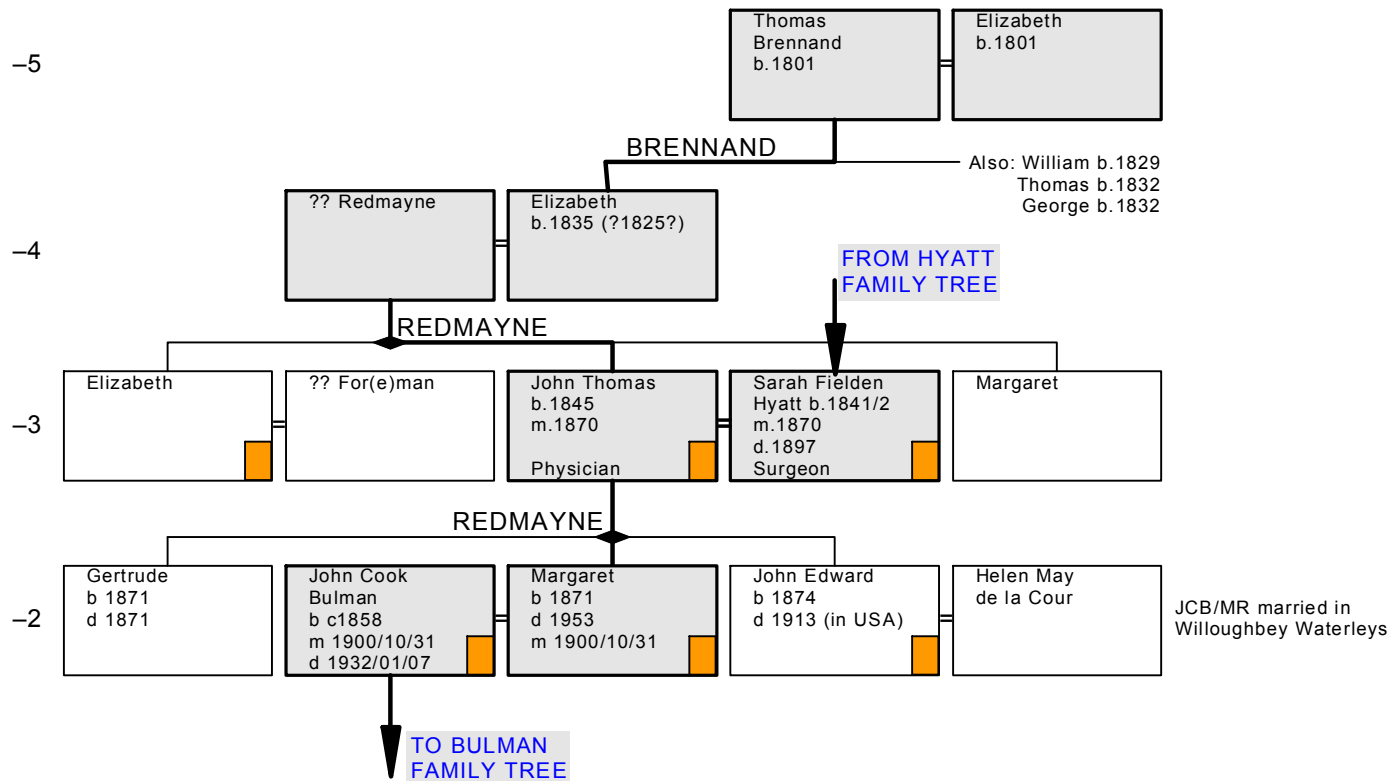 –5
Thomas
Brennand
b.1801
Elizabeth
b.1801
BRENNAND
Also: William b.1829
Thomas b.1832
George b.1832
–4
?? Redmayne
Elizabeth
b.1835 (?1825?)
FROM HYATT
FAMILY TREE
REDMAYNE
–3
Elizabeth
?? For(e)man
John Thomas
b.1845
m.1870
Physician
Sarah Fielden
Hyatt b.1841/2
m.1870
d.1897
Surgeon
Margaret
REDMAYNE
–2
Gertrude
b 1871
d 1871
John Cook
Bulman
b c1858
m 1900/10/31
d 1932/01/07
Margaret
b 1871
d 1953
m 1900/10/31
John Edward
b 1874
d 1913 (in USA)
Helen May
de la Cour
JCB/MR married in
Willoughbey Waterleys
TO BULMAN
FAMILY TREE